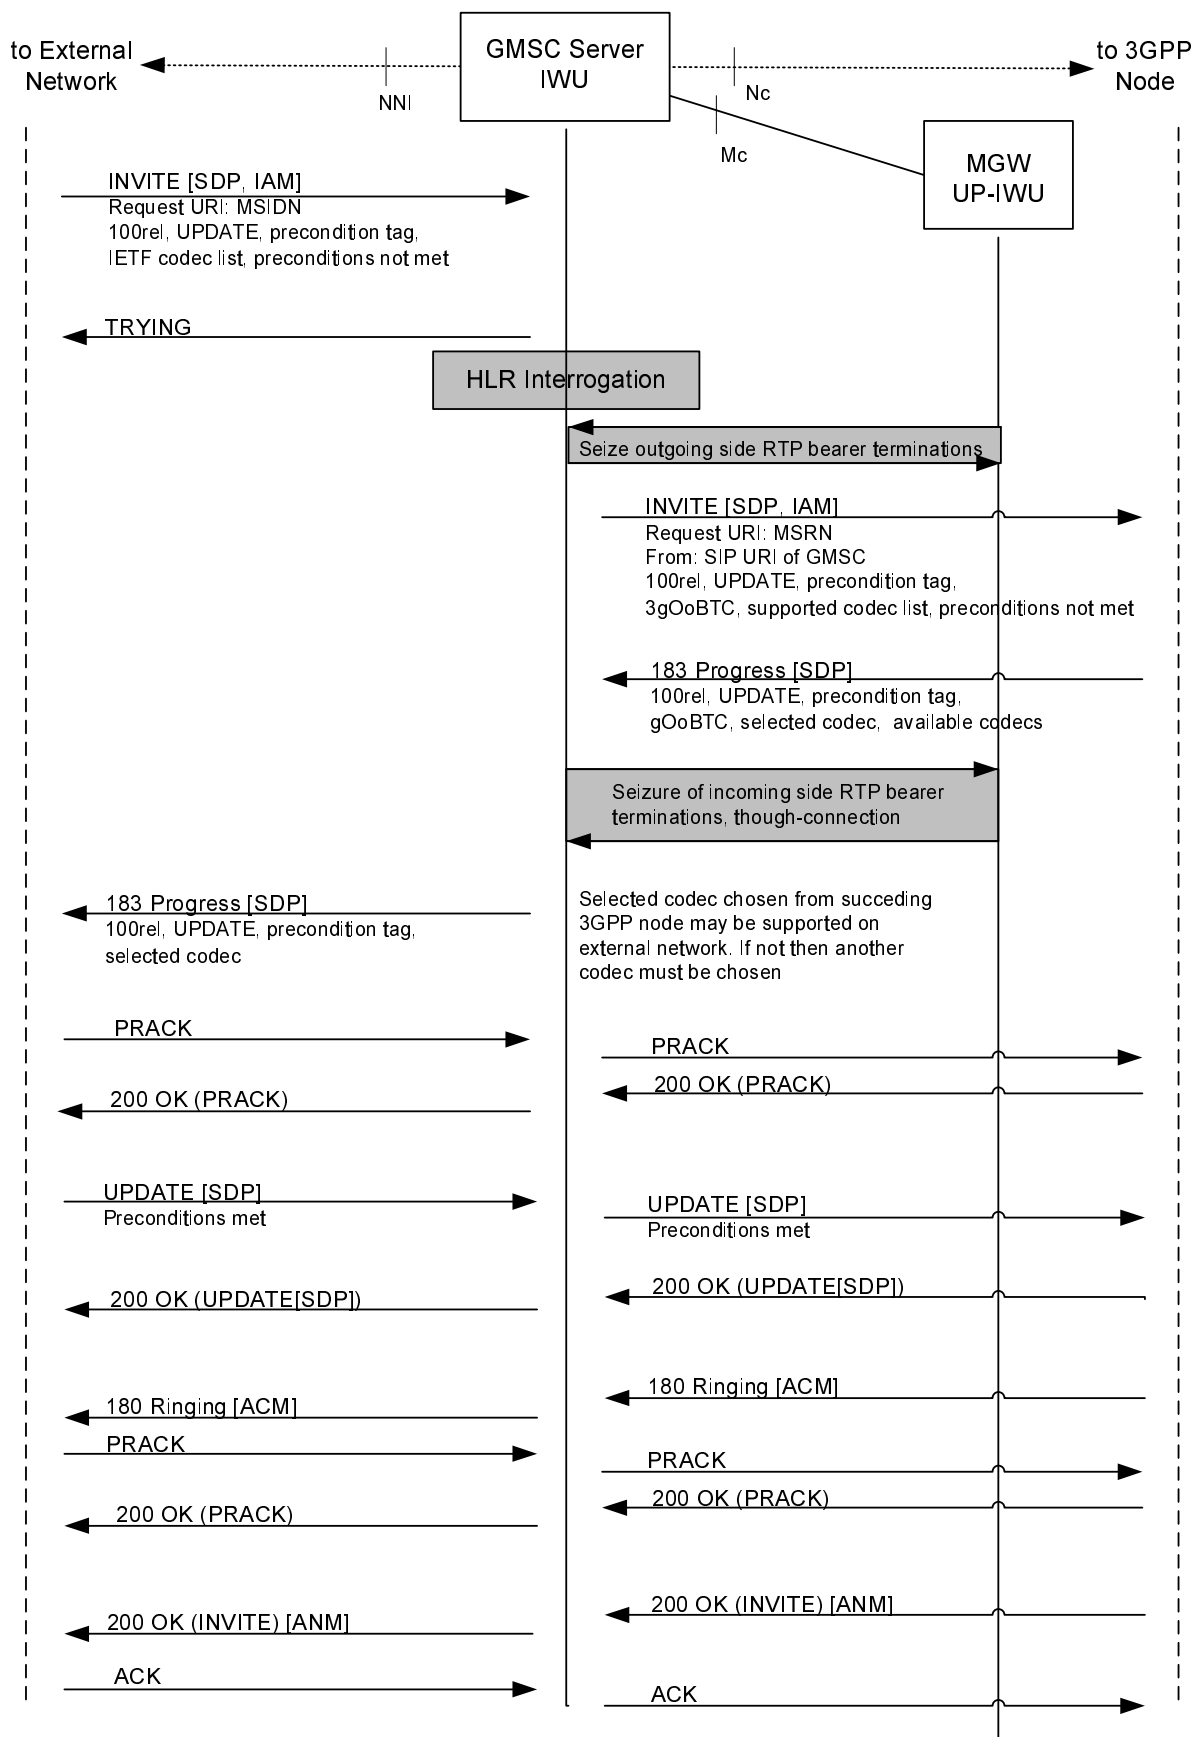 to External
Network
GMSC Server
IWU
to 3GPP
Node
NNI
Nc
Mc
MGW
UP-IWU
INVITE [SDP, IAM]
Request URI: MSIDN
100rel, UPDATE, precondition tag,
IETF codec list, preconditions not met
TRYING
HLR Interrogation
Seize outgoing side RTP bearer terminations
INVITE [SDP, IAM]
Request URI: MSRN
From: SIP URI of GMSC
100rel, UPDATE, precondition tag,
3gOoBTC, supported codec list, preconditions not met
183 Progress [SDP]
100rel, UPDATE, precondition tag,
gOoBTC, selected codec, available codecs
Seizure of incoming side RTP bearer
terminations, though-connection
183 Progress [SDP]
100rel, UPDATE, precondition tag,
selected codec
Selected codec chosen from succeding
3GPP node may be supported on
external network. If not then another
codec must be chosen
PRACK
PRACK
200 OK (PRACK)
200 OK (PRACK)
UPDATE [SDP]
Preconditions met
UPDATE [SDP]
Preconditions met
200 OK (UPDATE[SDP])
200 OK (UPDATE[SDP])
180 Ringing [ACM]
180 Ringing [ACM]
PRACK
PRACK
200 OK (PRACK)
200 OK (PRACK)
200 OK (INVITE) [ANM]
200 OK (INVITE) [ANM]
ACK
ACK